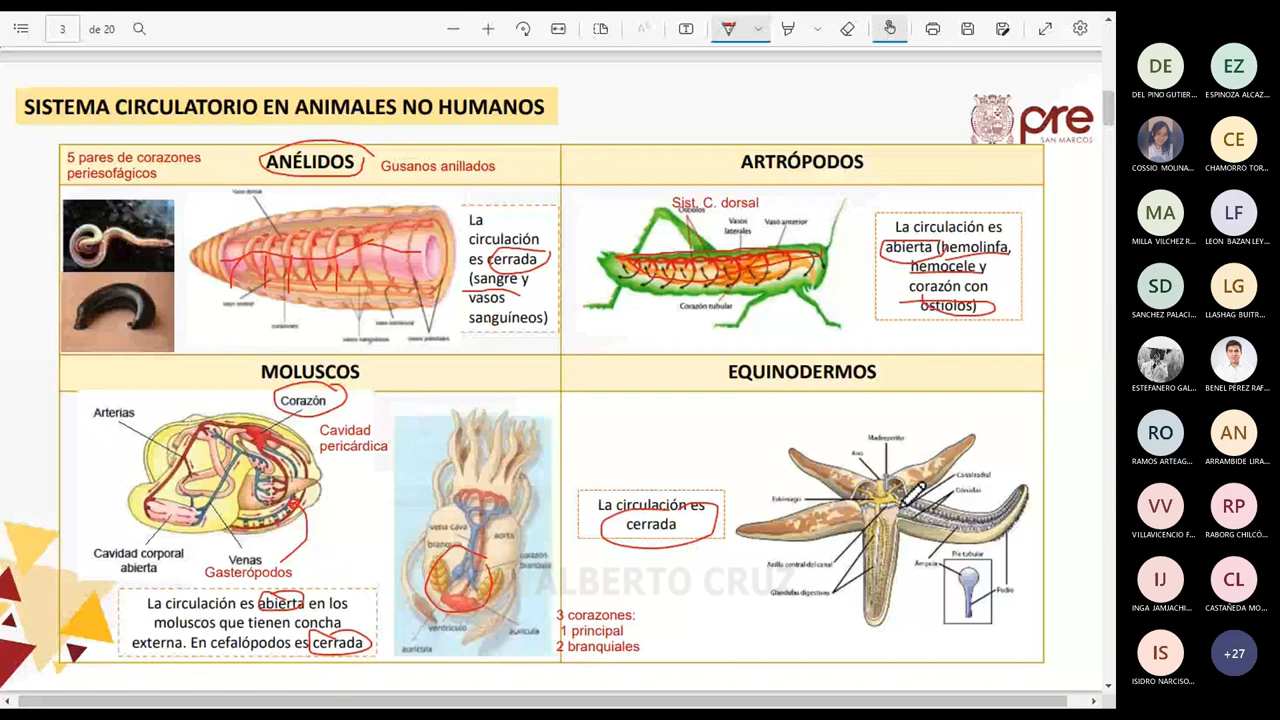 3
de 20
SISTEMA CIRCULATORIO EN ANIMALES NO HUMANOS
pre
SAN MARCOS
5 pares de corazones
periesofágicos
ANÉLIDOS
Gusanos anillados
ARTRÓPODOS
Vaso dorsal
La
circulación
es cerrada
(sangre y
vasos
sanguíneos)
Sist. C. dorsal
Ostiolos
Vasos
laterales
Vaso anterior
Corazón tubular
La circulación es
abierta (hemolinfa,
hemocele y
corazón con
ostiolos)
MOLUSCOS
EQUINODERMOS
Corazón
Arterias
Cavidad
pericárdica
Cavidad corporal
abierta
Venas
Gasterópodos
La circulación es abierta en los
moluscos que tienen concha
externa. En cefalópodos es cerrada
vena cava
aorta
corazón
branquial
ventrículo
aurícula
aurícula
3 corazones:
1 principal
2 branquiales
La circulación es
cerrada
Madreporito
Ano
Canal radial
Gónadas
Estómago
Anillo central del canal
Glándulas digestivas
Pie tubular
Ampula
Podio
ALBERTO CRUZ
DE
DEL PINO GUTIER...
EZ
ESPINOZA ALCAZ...
COSSIO MOLINA...
CE
CHAMORRO TOR...
MA
MILLA VILCHEZ R...
LF
LEON BAZAN LEY...
SD
SANCHEZ PALACI...
LG
LLASHAG BUITR...
ESTEFANERO GAL...
BENEL PÉREZ RAF...
RO
RAMOS ARTEAG...
AN
ARRAMBIDE LIRA...
VV
VILLAVICENCIO F...
RP
RABORG CHILCÓ...
IJ
INGA JAMJACHI...
CL
CASTAÑEDA MO...
IS
ISIDRO NARCISO...
+27